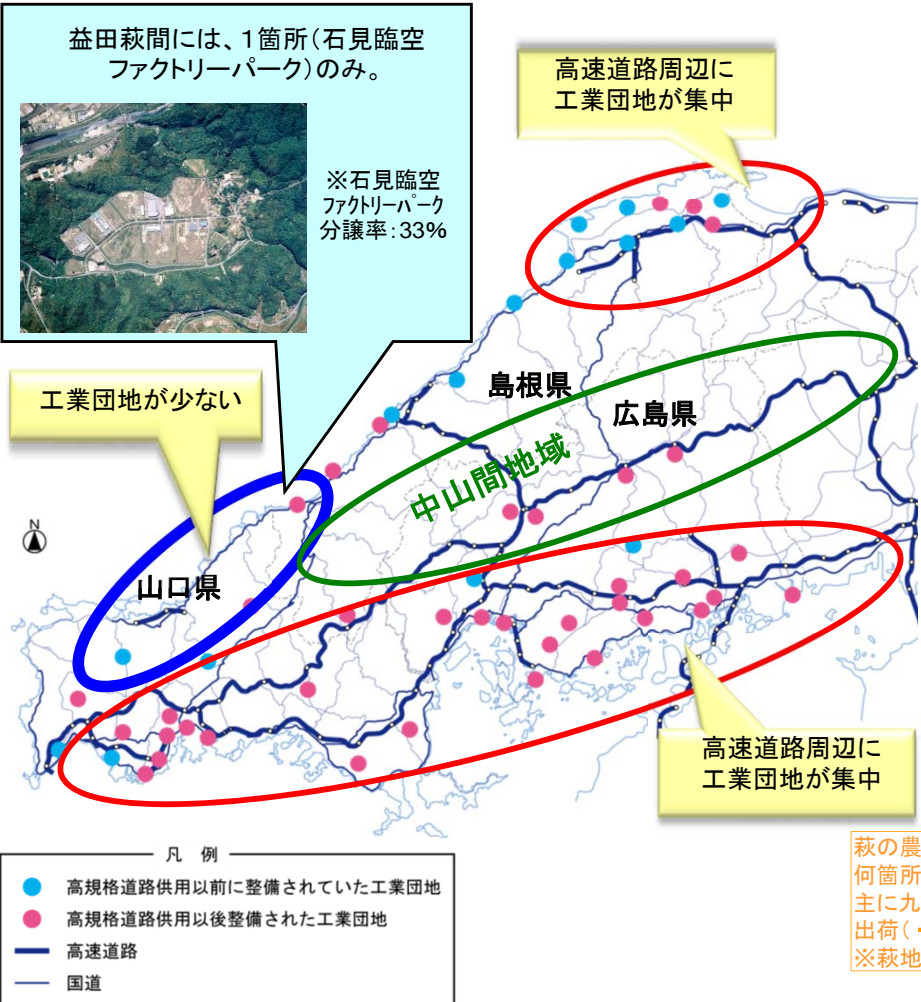 益田萩間には、1箇所(石見臨空
ファクトリーパーク)のみ。
※石見臨空
ファクトリーパーク
分譲率:33%
高速道路周辺に
工業団地が集中
工業団地が少ない
島根県
広島県
中山間地域
N
山口県
高速道路周辺に
工業団地が集中
凡 例
高規格道路供用以前に整備されていた工業団地
高規格道路供用以後整備された工業団地
高速道路
国道
萩の農
何箇所
主に九
出荷(・
※萩地